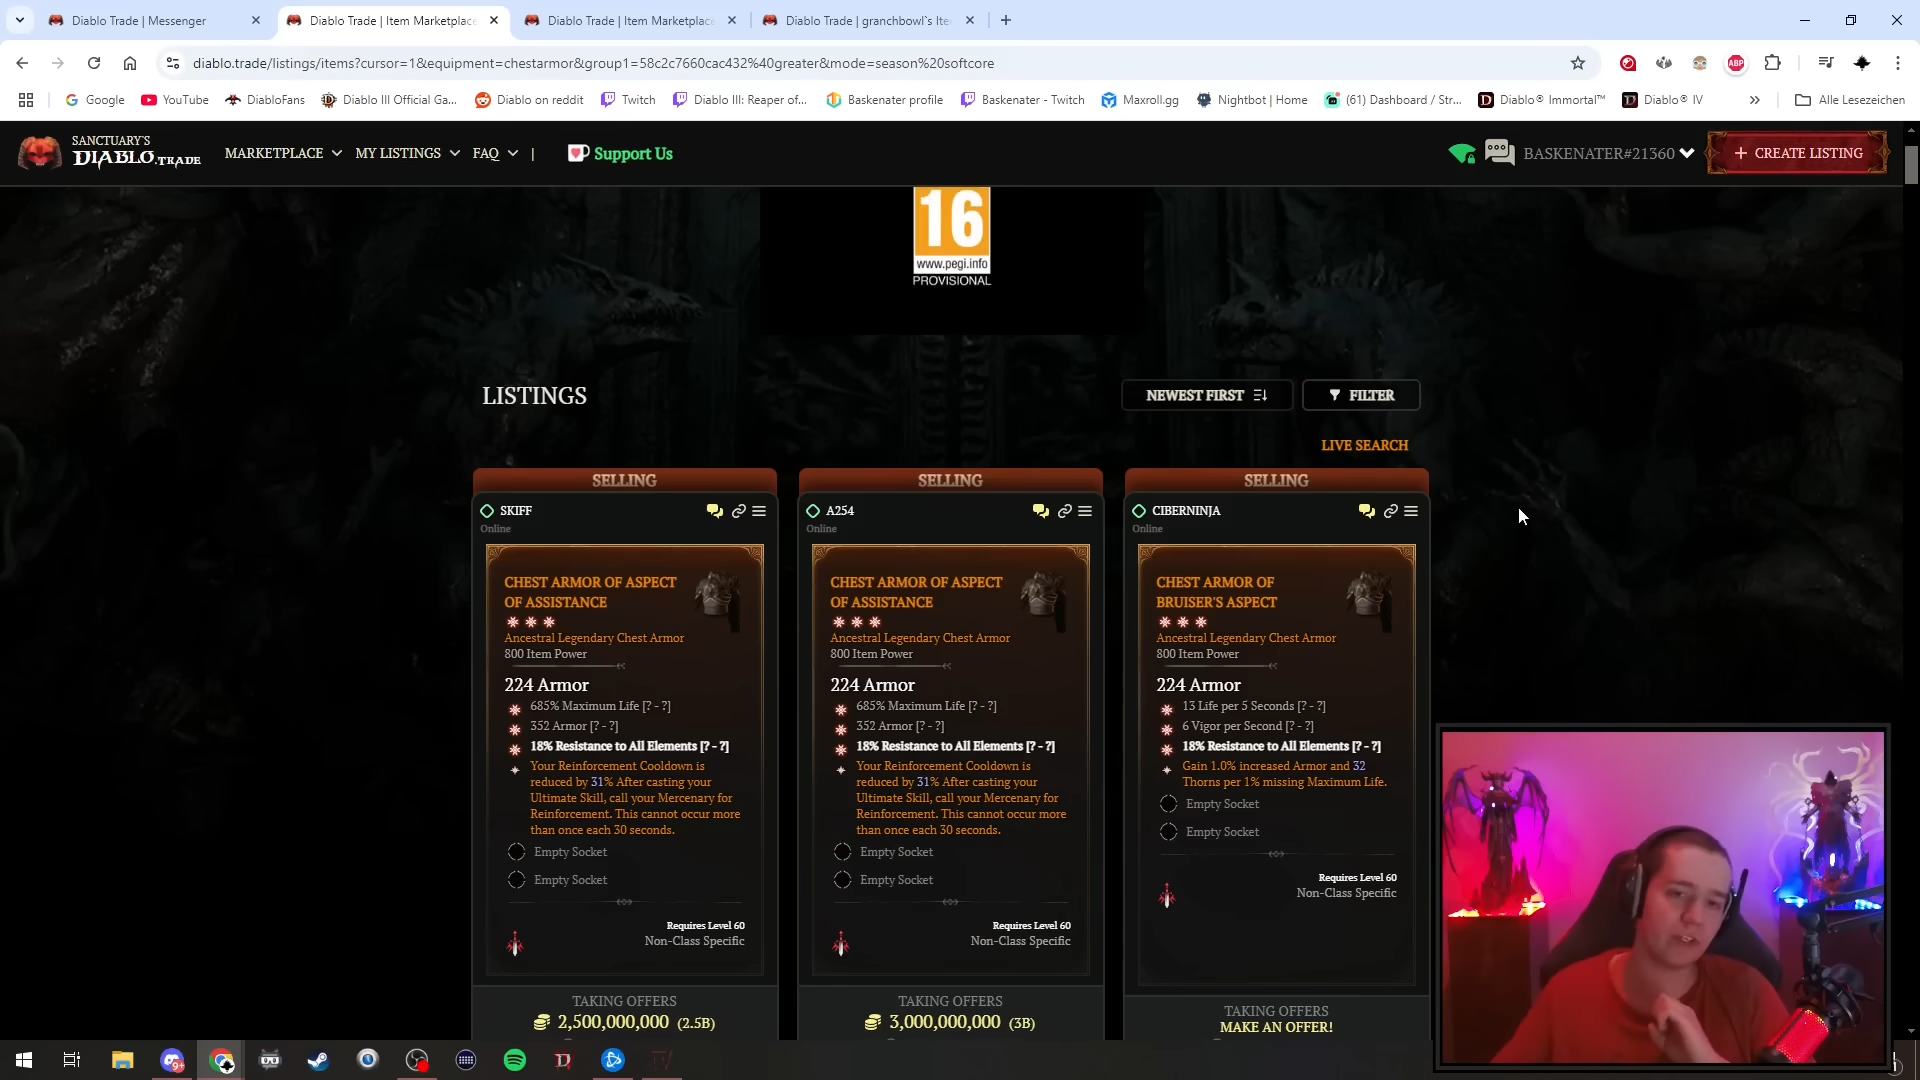 Diablo Trade | Messenger
Diablo Trade | Item Marketplace
Diablo Trade | Item Marketplace
Diablo Trade | granchbowl`s Ite
diablo.trade/listings/items?cursor=1&equipment=chestarmor&group1=58c2c7660cac432%40greater&mode=season%20softcore
ABP
Google
YouTube
DiabloFans
Diablo III Official Ga...
Diablo on reddit
Twitch
Diablo III: Reaper of...
Baskenater profile
Baskenater - Twitch
Maxroll.gg
Nightbot | Home
(61) Dashboard / Str...
Diablo® Immortal™
Diablo® IV
Alle Lesezeichen
SANCTUARY'S
DIABLO.TRADE
MARKETPLACE
MY LISTINGS
FAQ
|
Support Us
BASKENATER#21360
+ CREATE LISTING
16
www.pegi.info
PROVISIONAL
LISTINGS
NEWEST FIRST
FILTER
LIVE SEARCH
SELLING
SKIFF
Online
CHEST ARMOR OF ASPECT
OF ASSISTANCE
Ancestral Legendary Chest Armor
800 Item Power
224 Armor
685% Maximum Life [? - ?]
352 Armor [? - ?]
18% Resistance to All Elements [? - ?]
Your Reinforcement Cooldown is
reduced by 31% After casting your
Ultimate Skill, call your Mercenary for
Reinforcement. This cannot occur more
than once each 30 seconds.
Empty Socket
Empty Socket
Requires Level 60
Non-Class Specific
TAKING OFFERS
2,500,000,000 (2.5B)
SELLING
A254
Online
CHEST ARMOR OF ASPECT
OF ASSISTANCE
Ancestral Legendary Chest Armor
800 Item Power
224 Armor
685% Maximum Life [? - ?]
352 Armor [? - ?]
18% Resistance to All Elements [? - ?]
Your Reinforcement Cooldown is
reduced by 31% After casting your
Ultimate Skill, call your Mercenary for
Reinforcement. This cannot occur more
than once each 30 seconds.
Empty Socket
Empty Socket
Requires Level 60
Non-Class Specific
TAKING OFFERS
3,000,000,000 (3B)
SELLING
CIBERNINJA
Online
CHEST ARMOR OF
BRUISER'S ASPECT
Ancestral Legendary Chest Armor
800 Item Power
224 Armor
13 Life per 5 Seconds [? - ?]
6 Vigor per Second [? - ?]
18% Resistance to All Elements [? - ?]
Gain 1.0% increased Armor and 32
Thorns per 1% missing Maximum Life.
Empty Socket
Empty Socket
Requires Level 60
Non-Class Specific
TAKING OFFERS
MAKE AN OFFER!
9+